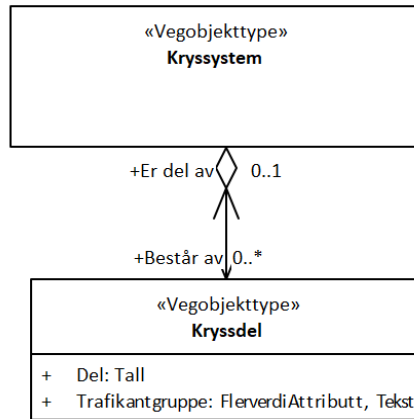 «Vegobjekttype»
Kryssystem
+Er del av 0..1
+Består av 0..*
«Vegobjekttype»
Kryssdel
+ Del: Tall
+ Trafikantgruppe: FlerverdiAttributt, Tekst